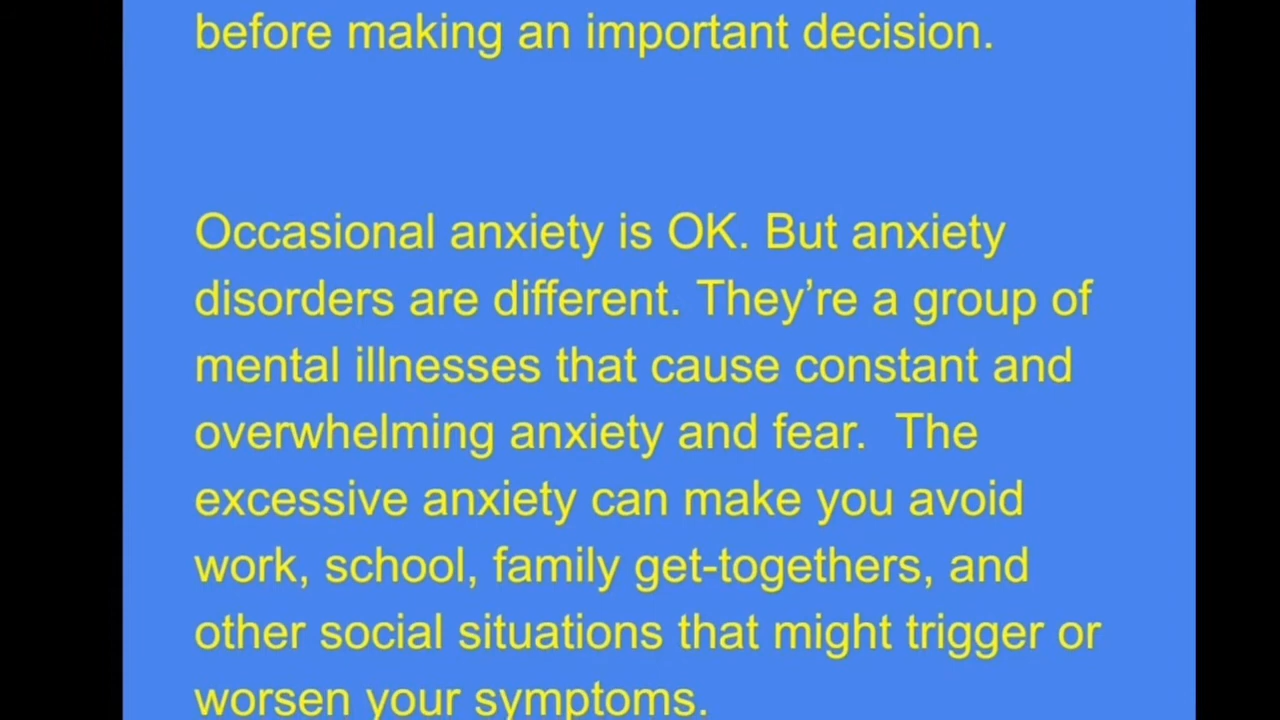 before making an important decision.
Occasional anxiety is OK. But anxiety
disorders are different. They’re a group of
mental illnesses that cause constant and
overwhelming anxiety and fear.  The
excessive anxiety can make you avoid
work, school, family get-togethers, and
other social situations that might trigger or
worsen your symptoms.